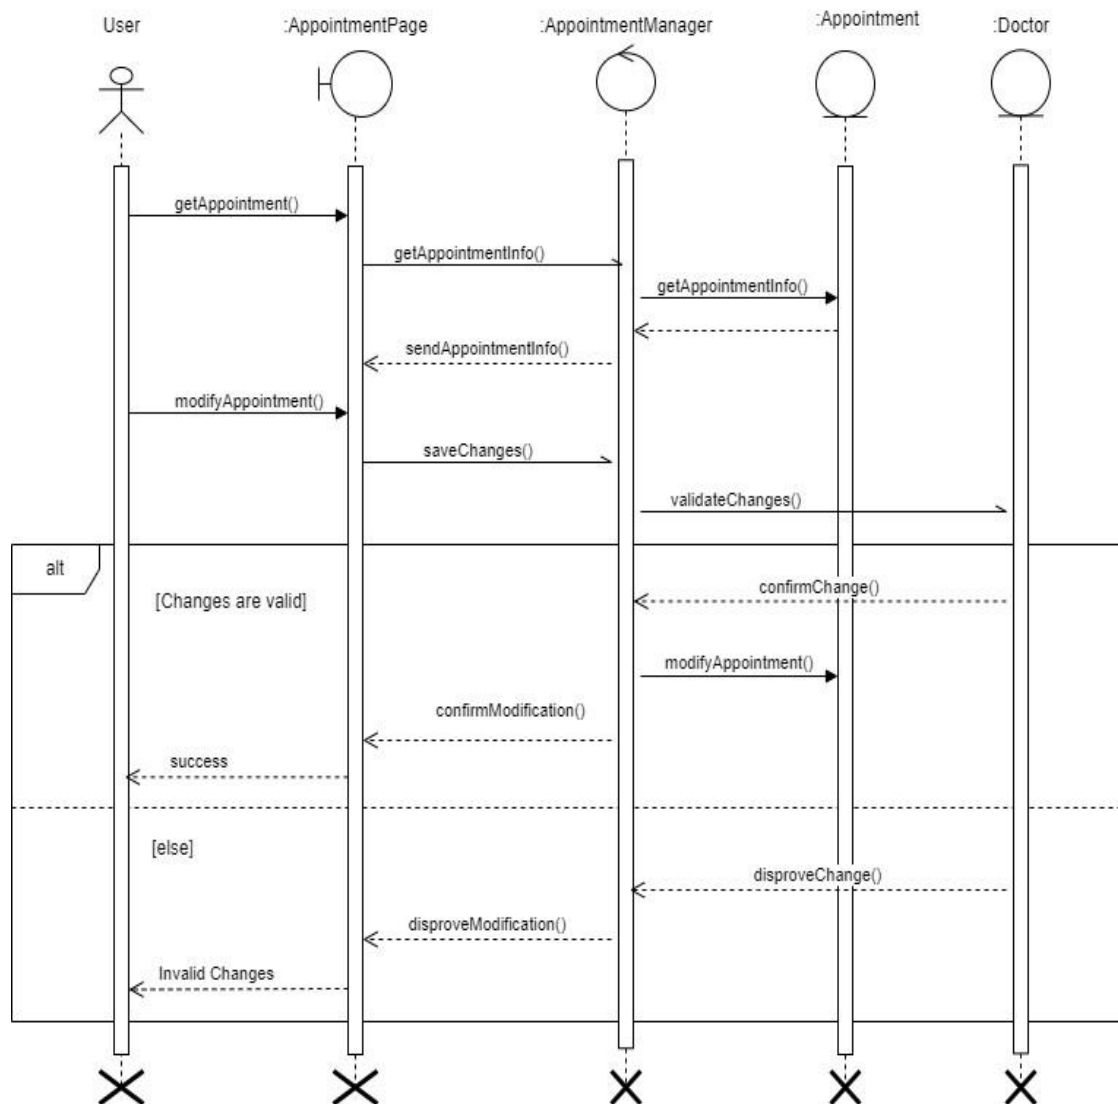 User
:AppointmentPage
:AppointmentManager
:Appointment
:Doctor
getAppointment()
getAppointmentInfo()
getAppointmentInfo()
sendAppointmentInfo()
modifyAppointment()
saveChanges()
validateChanges()
alt
[Changes are valid]
confirmChange()
modifyAppointment()
confirmModification()
success
[else]
disproveChange()
disproveModification()
Invalid Changes